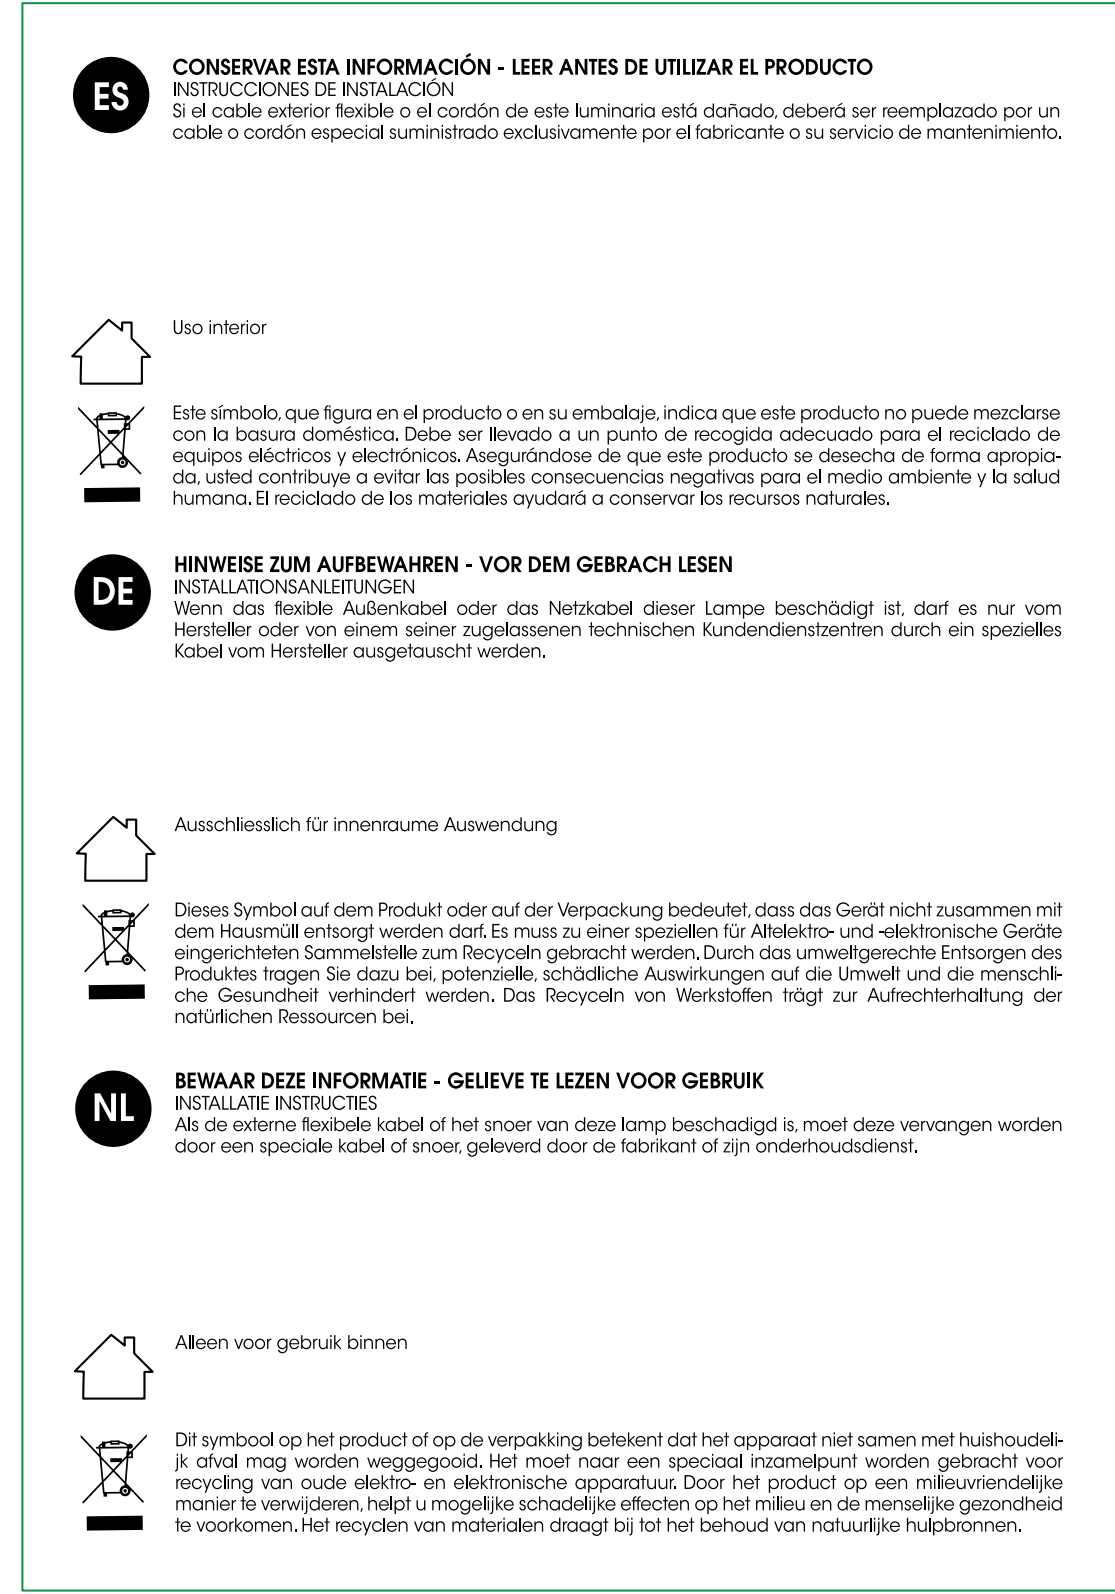 ES
CONSERVAR ESTA INFORMACIÓN - LEER ANTES DE UTILIZAR EL PRODUCTO
INSTRUCCIONES DE INSTALACIÓN
Si el cable exterior flexible o el cordón de este luminaria está dañado, deberá ser reemplazado por un
cable o cordón especial suministrado exclusivamente por el fabricante o su servicio de mantenimiento.
Uso interior
Este símbolo, que figura en el producto o en su embalaje, indica que este producto no puede mezclarse
con la basura doméstica. Debe ser llevado a un punto de recogida adecuado para el reciclado de
equipos eléctricos y electrónicos. Asegurándose de que este producto se desecha de forma apropia-
da, usted contribuye a evitar las posibles consecuencias negativas para el medio ambiente y la salud
humana. El reciclado de los materiales ayudará a conservar los recursos naturales.
DE
HINWEISE ZUM AUFBEWAHREN - VOR DEM GEBRACH LESEN
INSTALLATIONSANLEITUNGEN
Wenn das flexible Außenkabel oder das Netzkabel dieser Lampe beschädigt ist, darf es nur vom
Hersteller oder von einem seiner zugelassenen technischen Kundendienstzentren durch ein spezielles
Kabel vom Hersteller ausgetauscht werden.
Ausschliesslich für innenraume Auswendung
Dieses Symbol auf dem Produkt oder auf der Verpackung bedeutet, dass das Gerät nicht zusammen mit
dem Hausmüll entsorgt werden darf. Es muss zu einer speziellen für Altelektro- und -elektronische Geräte
eingerichteten Sammelstelle zum Recyceln gebracht werden. Durch das umweltgerechte Entsorgen des
Produktes tragen Sie dazu bei, potenzielle, schädliche Auswirkungen auf die Umwelt und die menschli-
che Gesundheit verhindert werden. Das Recyceln von Werkstoffen trägt zur Aufrechterhaltung der
natürlichen Ressourcen bei.
NL
BEWAAR DEZE INFORMATIE - GELIEVE TE LEZEN VOOR GEBRUIK
INSTALLATIE INSTRUCTIES
Als de externe flexibele kabel of het snoer van deze lamp beschadigd is, moet deze vervangen worden
door een speciale kabel of snoer, geleverd door de fabrikant of zijn onderhoudsdienst.
Alleen voor gebruik binnen
Dit symbool op het product of op de verpakking betekent dat het apparaat niet samen met huishoudeli-
jk afval mag worden weggegooid. Het moet naar een speciaal inzamelpunt worden gebracht voor
recycling van oude elektro- en elektronische apparatuur. Door het product op een milieuvriendelijke
manier te verwijderen, helpt u mogelijke schadelijke effecten op het milieu en de menselijke gezondheid
te voorkomen. Het recyclen van materialen draagt bij tot het behoud van natuurlijke hulpbronnen.